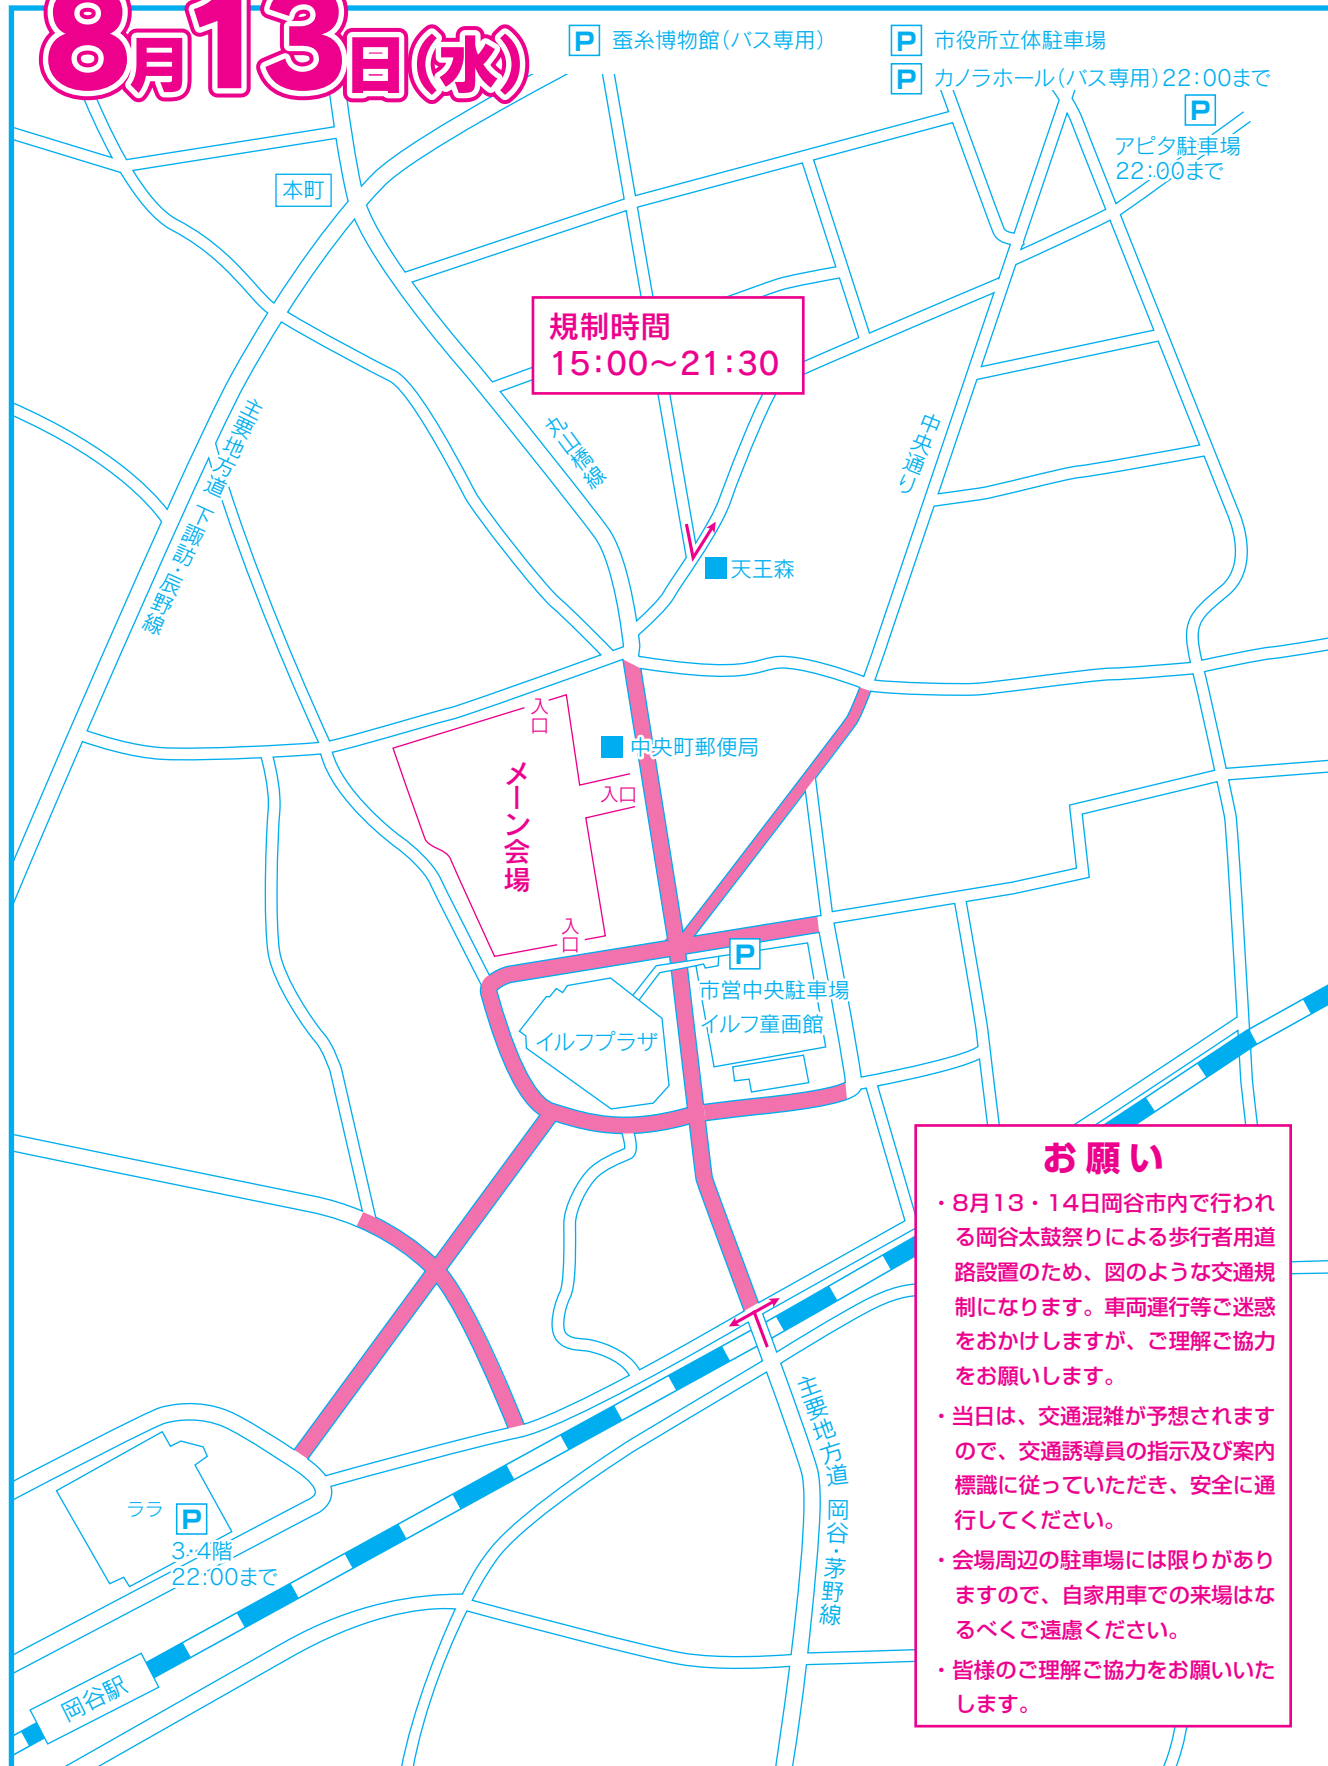 8月13日(水)
P 蚕糸博物館(バス専用)
P 市役所立体駐車場
P カノラホール(バス専用)22:00まで
P
アピタ駐車場
22:00まで
本町
規制時間
15:00～21:30
主要地方道 下諏訪・辰野線
丸山橋線
中央通り
天王森
入口
中央町郵便局
入口
メーン会場
入口
P
市営中央駐車場
イルフ童画館
イルフプラザ
主要地方道 岡谷・茅野線
ララ
P
3・4階
22:00まで
岡谷駅
お願い
・8月13・14日岡谷市内で行われ
る岡谷太鼓祭りによる歩行者用道
路設置のため、図のような交通規
制になります。車両運行等ご迷惑
をおかけしますが、ご理解ご協力
をお願いします。
・当日は、交通混雑が予想されます
ので、交通誘導員の指示及び案内
標識に従っていただき、安全に通
行してください。
・会場周辺の駐車場には限りがあり
ますので、自家用車での来場はな
るべくご遠慮ください。
・皆様のご理解ご協力をお願いいた
します。